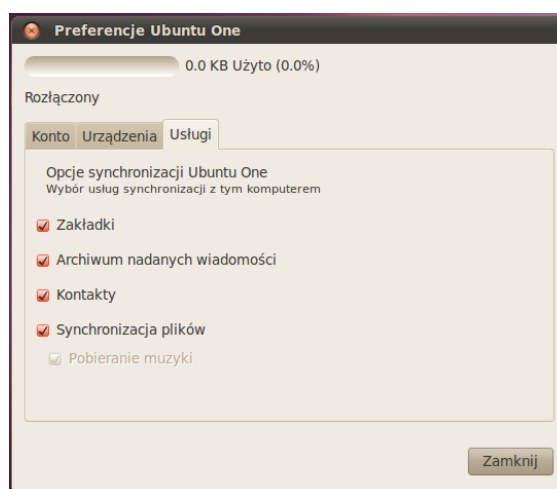 Preferencje Ubuntu One
0.0 KB Użyto (0.0%)
Rozłączony
Konto Urządzenia Usługi
Opcje synchronizacji Ubuntu One
Wybór usług synchronizacji z tym komputerem
Zakładki
Archiwum nadanych wiadomości
Kontakty
Synchronizacja plików
Pobieranie muzyki
Zamknij